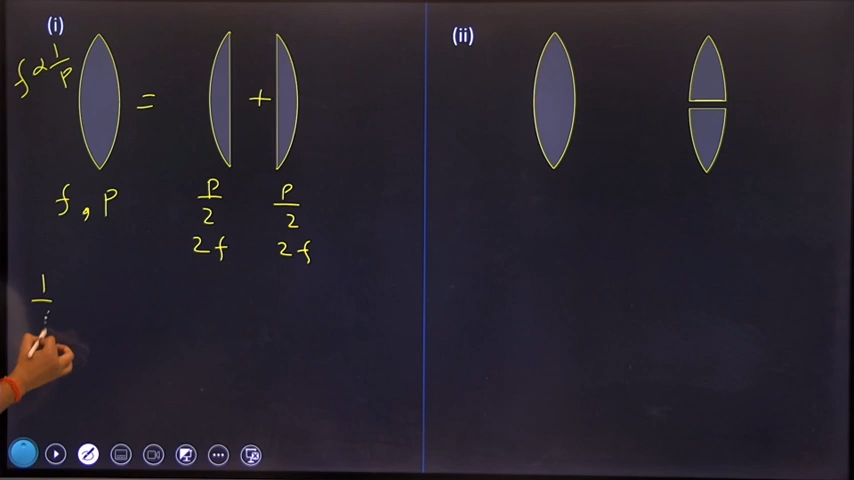 (i)
f ∝ 1/P
=
+
f, P
P/2
P/2
2f
2f
1
(ii)